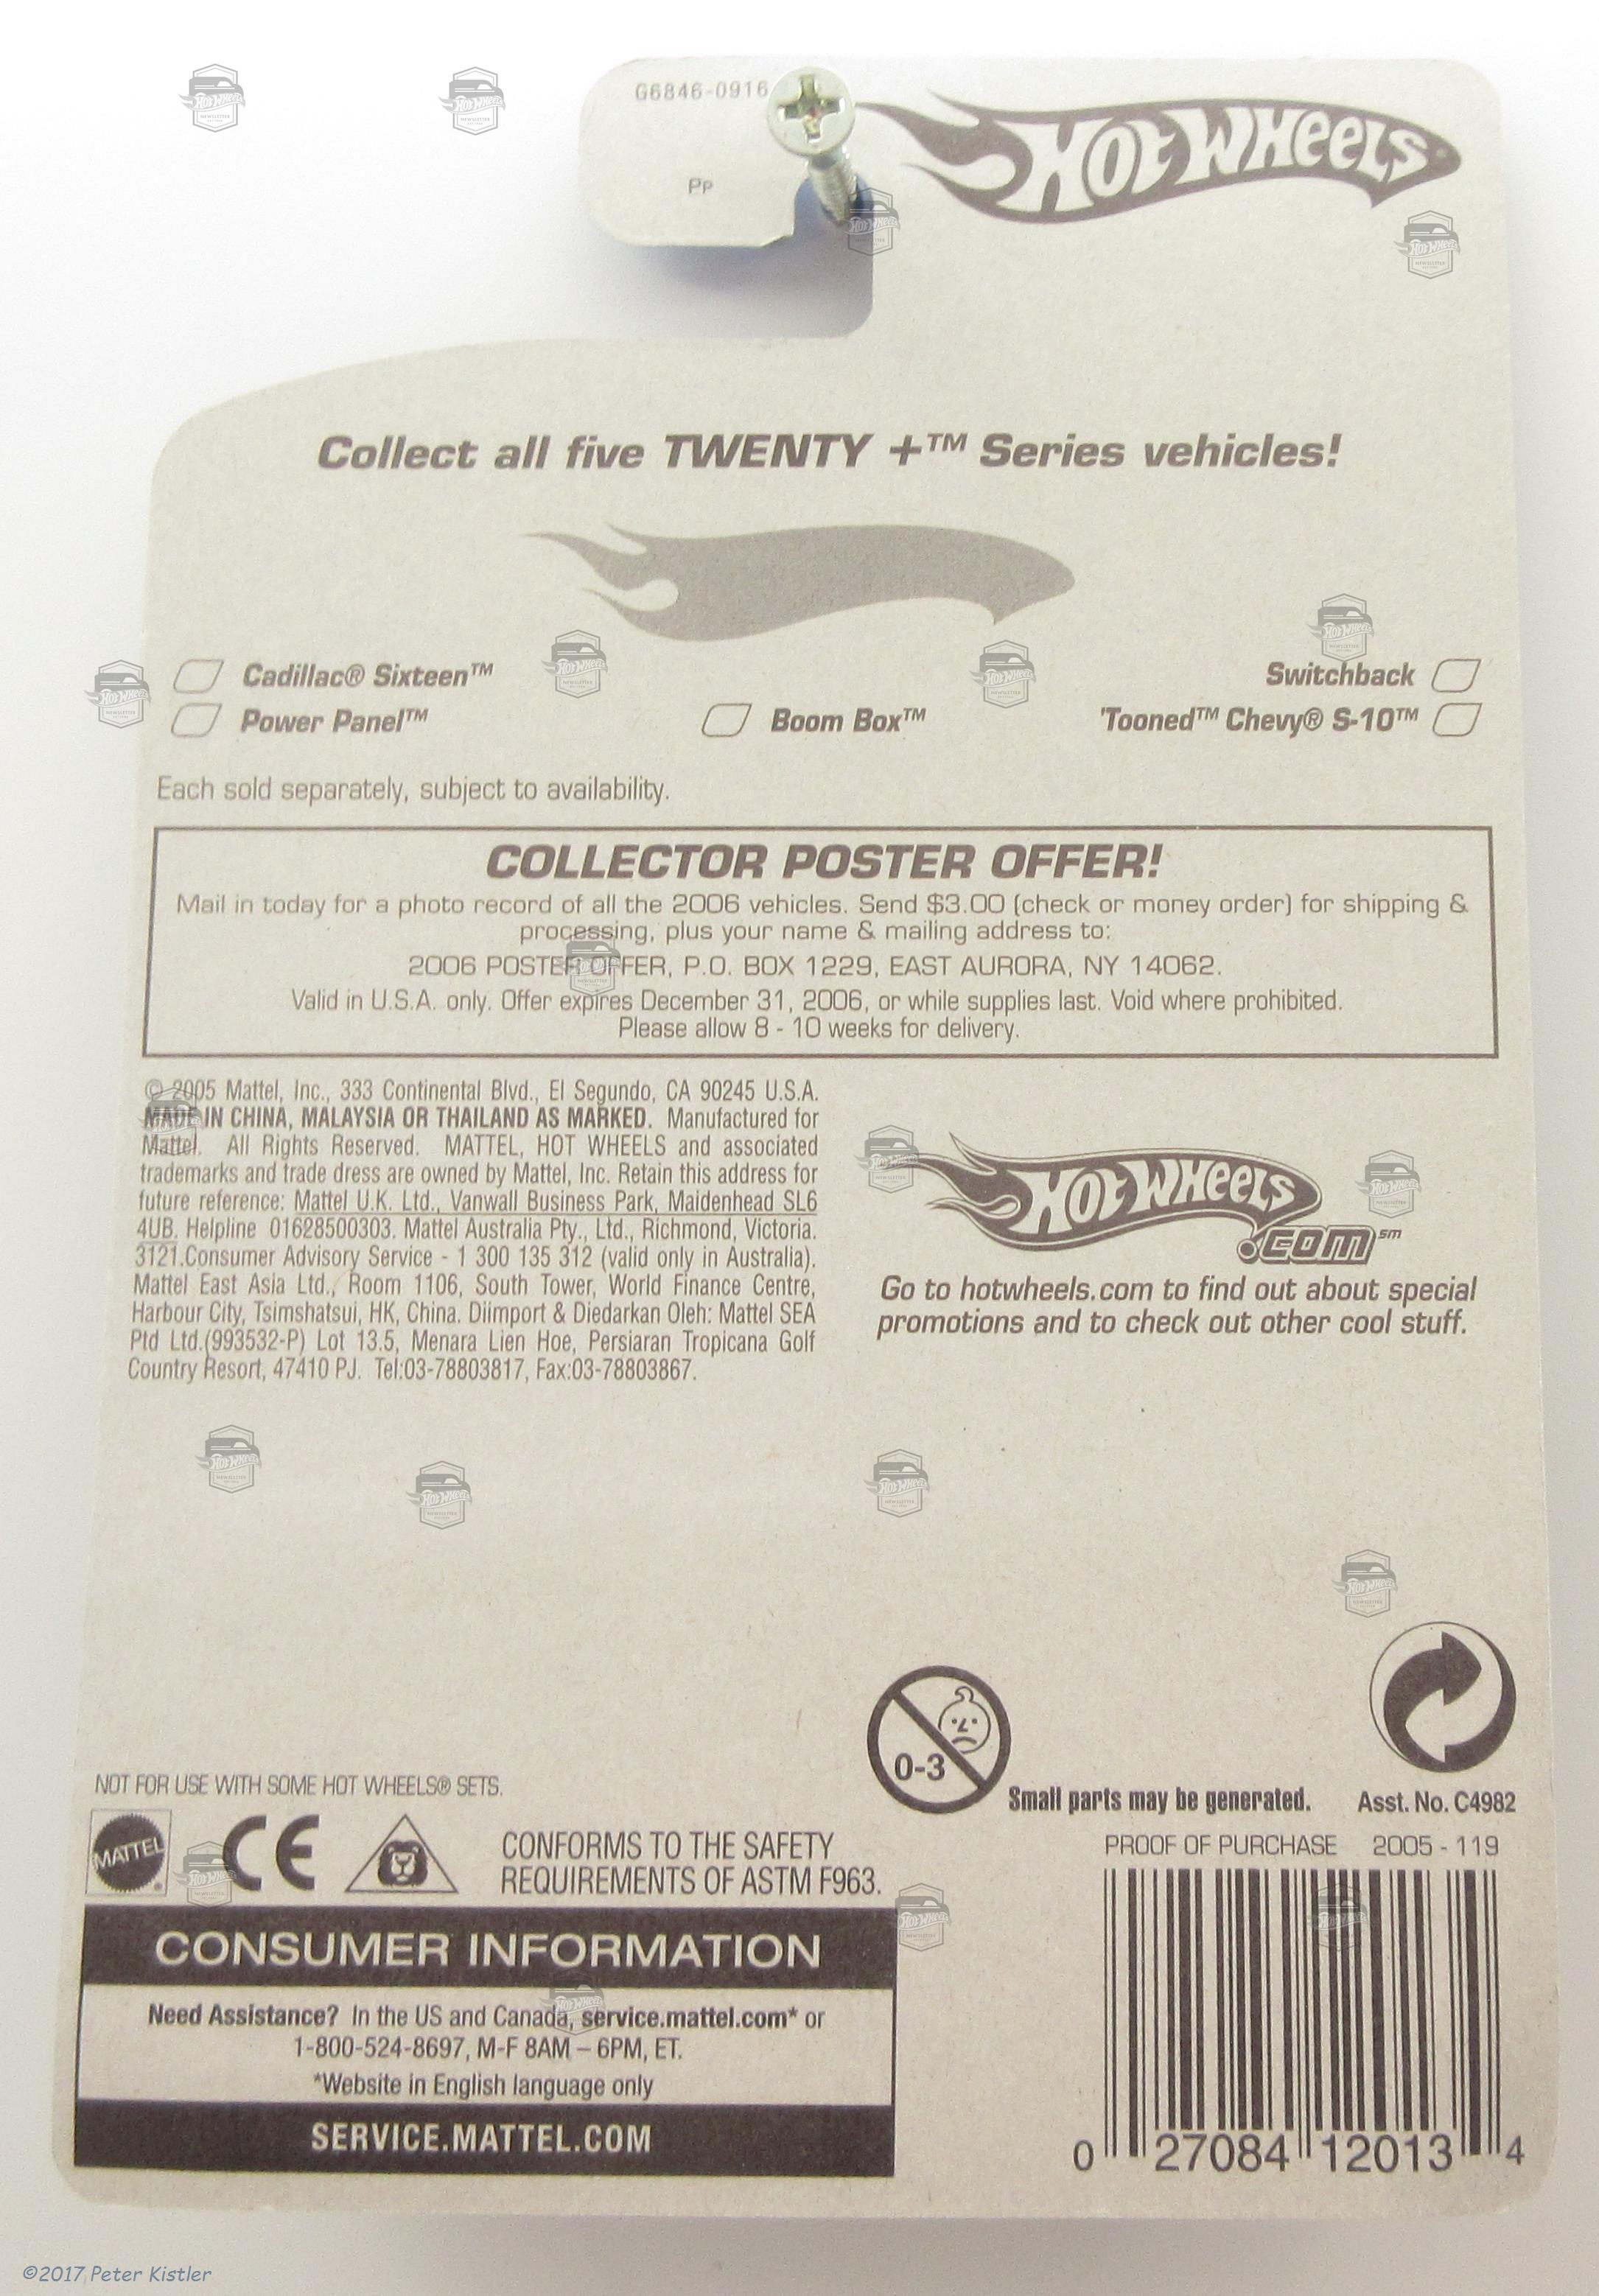 G6846-0916
Pp
HOT WHEELS
Collect all five TWENTY +™ Series vehicles!
Cadillac® Sixteen™
Switchback
Power Panel™
Boom Box™
'Tooned™ Chevy® S-10™
Each sold separately, subject to availability.
COLLECTOR POSTER OFFER!
Mail in today for a photo record of all the 2006 vehicles. Send $3.00 (check or money order) for shipping &
processing, plus your name & mailing address to:
2006 POSTER OFFER, P.O. BOX 1229, EAST AURORA, NY 14062.
Valid in U.S.A. only. Offer expires December 31, 2006, or while supplies last. Void where prohibited.
Please allow 8 - 10 weeks for delivery.
© 2005 Mattel, Inc., 333 Continental Blvd., El Segundo, CA 90245 U.S.A.
MADE IN CHINA, MALAYSIA OR THAILAND AS MARKED. Manufactured for
Mattel. All Rights Reserved. MATTEL, HOT WHEELS and associated
trademarks and trade dress are owned by Mattel, Inc. Retain this address for
future reference: Mattel U.K. Ltd., Vanwall Business Park, Maidenhead SL6
4UB. Helpline 01628500303. Mattel Australia Pty., Ltd., Richmond, Victoria.
3121.Consumer Advisory Service - 1 300 135 312 (valid only in Australia).
Mattel East Asia Ltd., Room 1106, South Tower, World Finance Centre,
Harbour City, Tsimshatsui, HK, China. Diimport & Diedarkan Oleh: Mattel SEA
Ptd Ltd.(993532-P) Lot 13.5, Menara Lien Hoe, Persiaran Tropicana Golf
Country Resort, 47410 PJ. Tel:03-78803817, Fax:03-78803867.
HOT WHEELS
.COM℠
Go to hotwheels.com to find out about special
promotions and to check out other cool stuff.
0-3
Small parts may be generated.
Asst. No. C4982
NOT FOR USE WITH SOME HOT WHEELS® SETS.
MATTEL®
CE
CONFORMS TO THE SAFETY
REQUIREMENTS OF ASTM F963.
PROOF OF PURCHASE 2005 - 119
CONSUMER INFORMATION
Need Assistance? In the US and Canada, service.mattel.com* or
1-800-524-8697, M-F 8AM – 6PM, ET.
*Website in English language only
SERVICE.MATTEL.COM
0 27084 12013 4
©2017 Peter Kistler